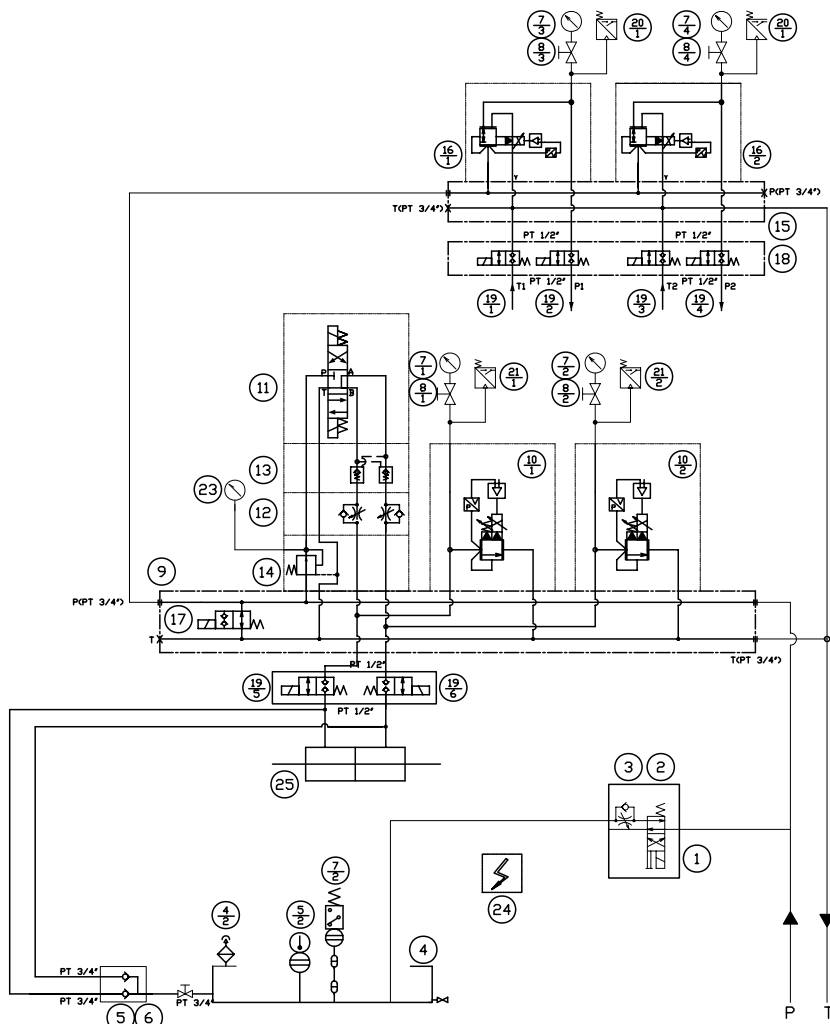 7/3
8/3
20/1
7/4
8/4
20/1
16/1
16/2
Y
Y
P(PT 3/4")
T(PT 3/4")
15
PT 1/2"
PT 1/2"
18
PT 1/2"
PT 1/2"
19/1
T1
19/2
P1
19/3
T2
19/4
P2
11
P
A
T
B
7/1
8/1
21/1
7/2
8/2
21/2
13
10/1
10/2
23
12
9
14
P
P
P(PT 3/4")
17
T
T(PT 3/4")
PT 1/2"
19/5
19/6
PT 1/2"
25
3
2
1
7/2
24
4/2
5/2
4
PT 3/4"
PT 3/4"
PT 3/4"
5
6
P
T